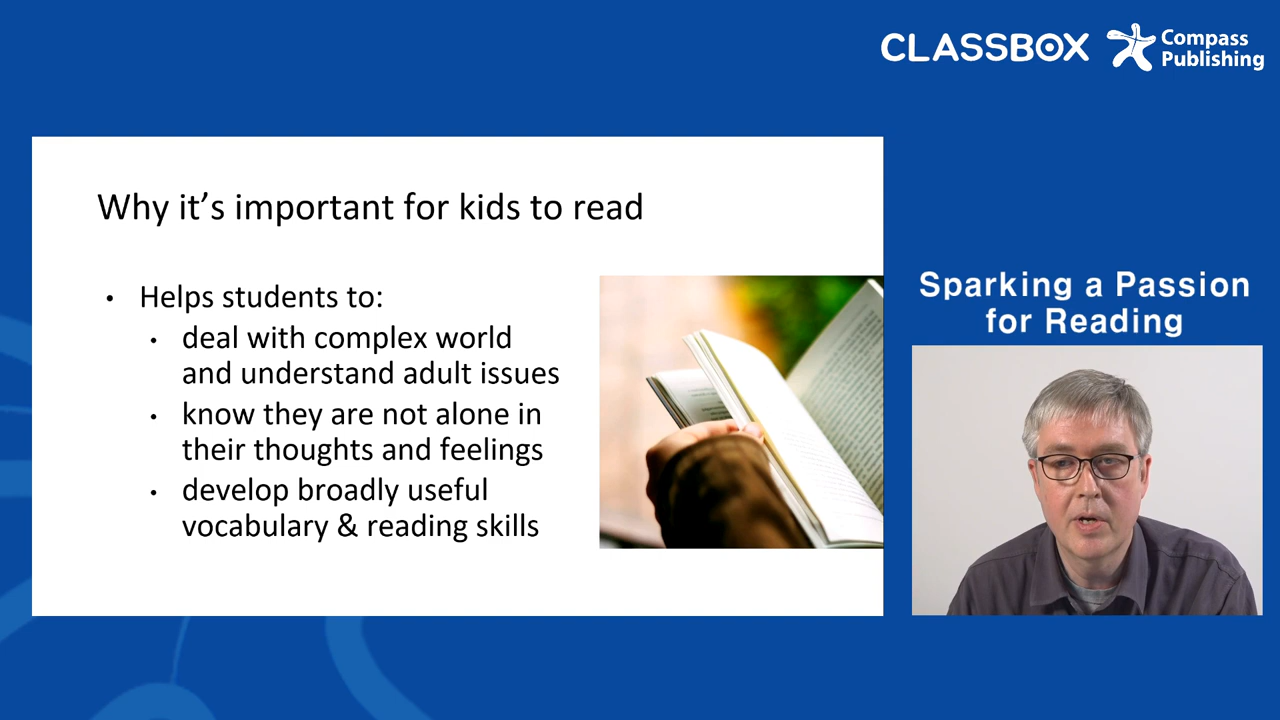 CLASSBOX
Compass
Publishing
Why it’s important for kids to read
• Helps students to:
• deal with complex world
and understand adult issues
• know they are not alone in
their thoughts and feelings
• develop broadly useful
vocabulary & reading skills
Sparking a Passion
for Reading